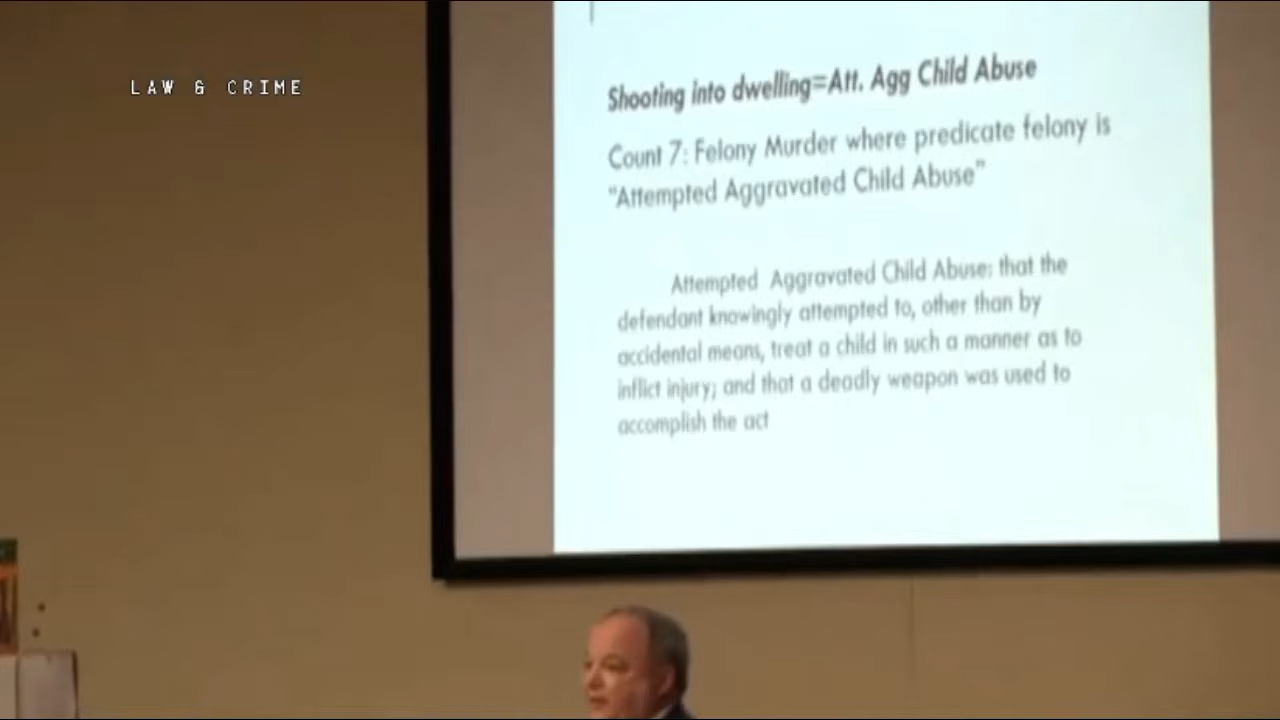 LAW & CRIME
Shooting into dwelling=Att. Agg Child Abuse
Count 7: Felony Murder where predicate felony is
"Attempted Aggravated Child Abuse"
Attempted Aggravated Child Abuse: that the
defendant knowingly attempted to, other than by
accidental means, treat a child in such a manner as to
inflict injury; and that a deadly weapon was used to
accomplish the act